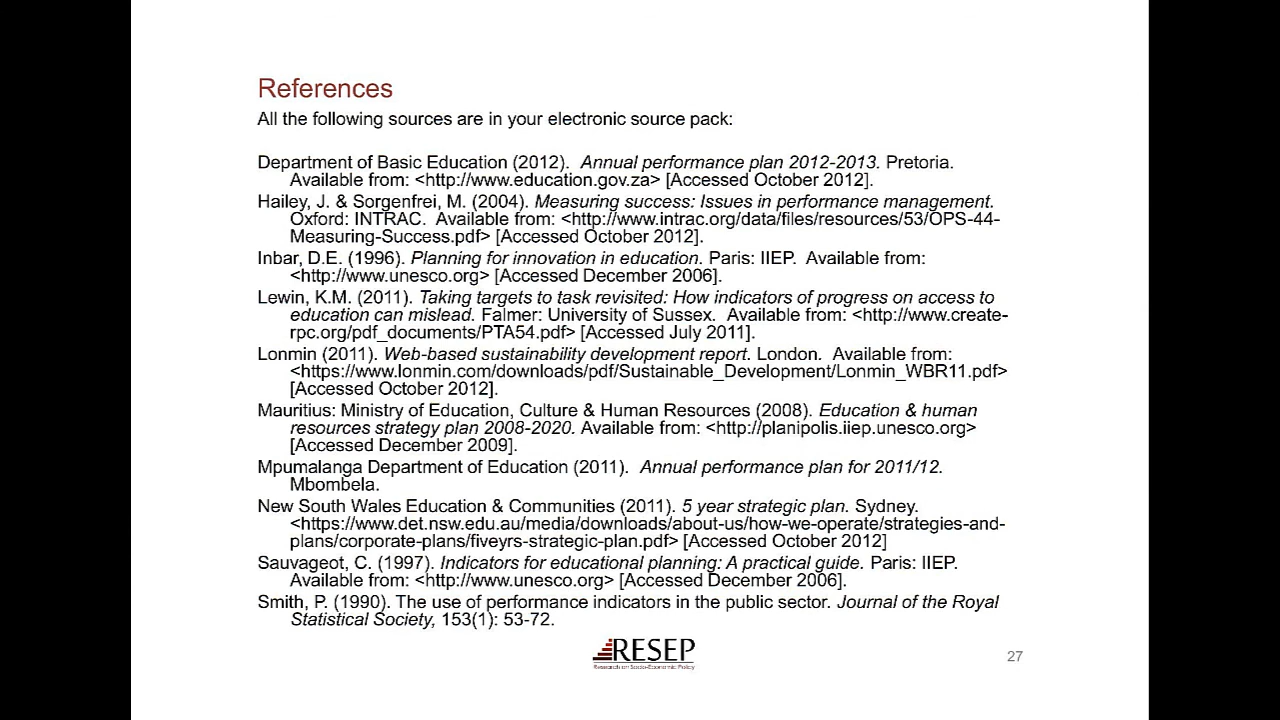 References
All the following sources are in your electronic source pack:
Department of Basic Education (2012).  Annual performance plan 2012-2013. Pretoria.
Available from: <http://www.education.gov.za> [Accessed October 2012].
Hailey, J. & Sorgenfrei, M. (2004). Measuring success: Issues in performance management.
Oxford: INTRAC.  Available from: <http://www.intrac.org/data/files/resources/53/OPS-44-
Measuring-Success.pdf> [Accessed October 2012].
Inbar, D.E. (1996). Planning for innovation in education. Paris: IIEP.  Available from:
<http://www.unesco.org> [Accessed December 2006].
Lewin, K.M. (2011). Taking targets to task revisited: How indicators of progress on access to
education can mislead. Falmer: University of Sussex.  Available from: <http://www.create-
rpc.org/pdf_documents/PTA54.pdf> [Accessed July 2011].
Lonmin (2011). Web-based sustainability development report. London.  Available from:
<https://www.lonmin.com/downloads/pdf/Sustainable_Development/Lonmin_WBR11.pdf>
[Accessed October 2012].
Mauritius: Ministry of Education, Culture & Human Resources (2008). Education & human
resources strategy plan 2008-2020. Available from: <http://planipolis.iiep.unesco.org>
[Accessed December 2009].
Mpumalanga Department of Education (2011).  Annual performance plan for 2011/12.
Mbombela.
New South Wales Education & Communities (2011). 5 year strategic plan. Sydney.
<https://www.det.nsw.edu.au/media/downloads/about-us/how-we-operate/strategies-and-
plans/corporate-plans/fiveyrs-strategic-plan.pdf> [Accessed October 2012]
Sauvageot, C. (1997). Indicators for educational planning: A practical guide. Paris: IIEP.
Available from: <http://www.unesco.org> [Accessed December 2006].
Smith, P. (1990). The use of performance indicators in the public sector. Journal of the Royal
Statistical Society, 153(1): 53-72.
RESEP
Research on Socio-Economic Policy
27